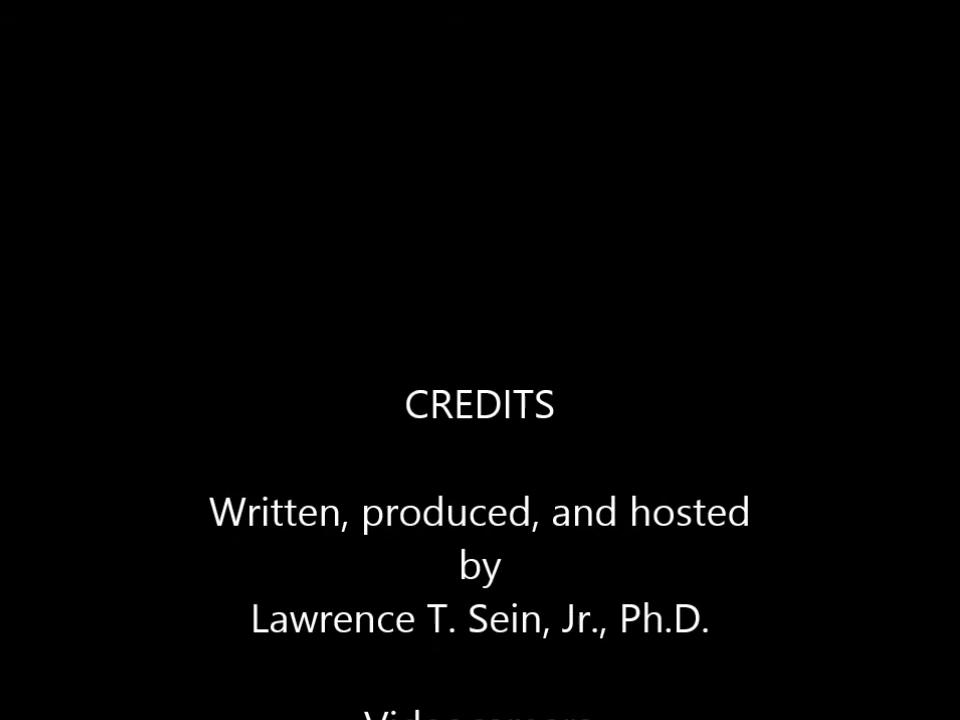 CREDITS
Written, produced, and hosted
by
Lawrence T. Sein, Jr., Ph.D.